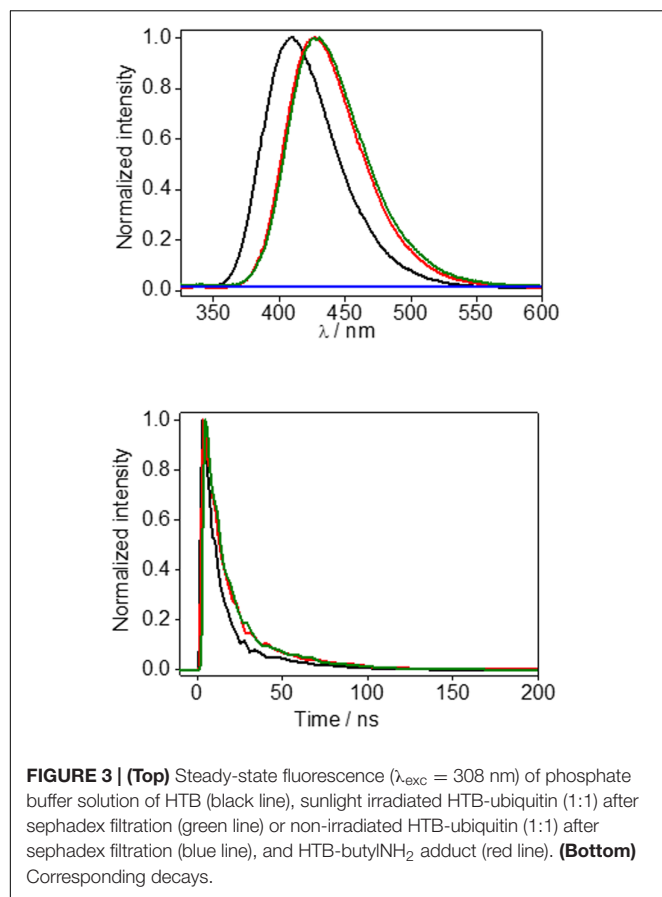 1.0
0.8
0.6
0.4
0.2
0.0
Normalized intensity
350 400 450 500 550 600
λ / nm
1.0
0.8
0.6
0.4
0.2
0.0
Normalized intensity
0 50 100 150 200
Time / ns
FIGURE 3 | (Top) Steady-state fluorescence (λexc = 308 nm) of phosphate
buffer solution of HTB (black line), sunlight irradiated HTB-ubiquitin (1:1) after
sephadex filtration (green line) or non-irradiated HTB-ubiquitin (1:1) after
sephadex filtration (blue line), and HTB-butylNH₂ adduct (red line). (Bottom)
Corresponding decays.